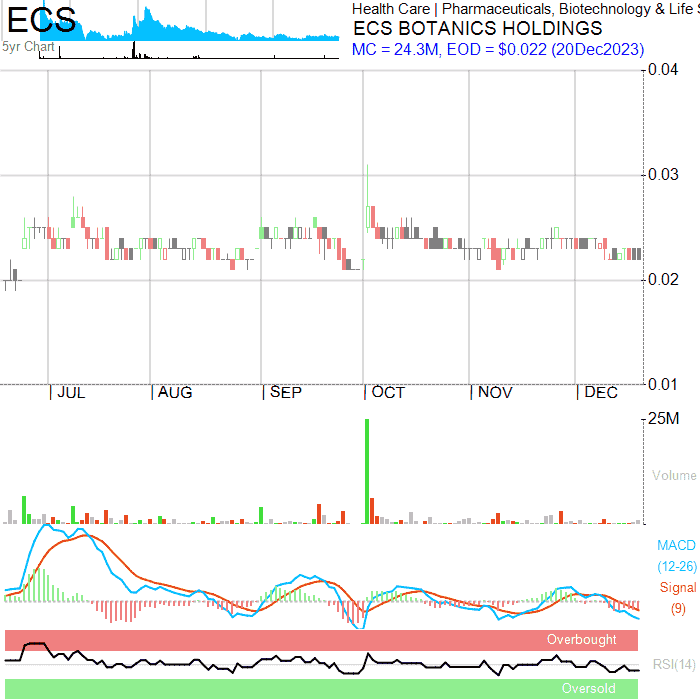 ECS
5yr Chart
Health Care | Pharmaceuticals, Biotechnology & Life S
ECS BOTANICS HOLDINGS
MC = 24.3M, EOD = $0.022 (20Dec2023)
0.04
0.03
0.02
0.01
| JUL | AUG | SEP | OCT | NOV | DEC
25M
Volume
MACD
(12-26)
Signal
(9)
Overbought
RSI(14)
Oversold